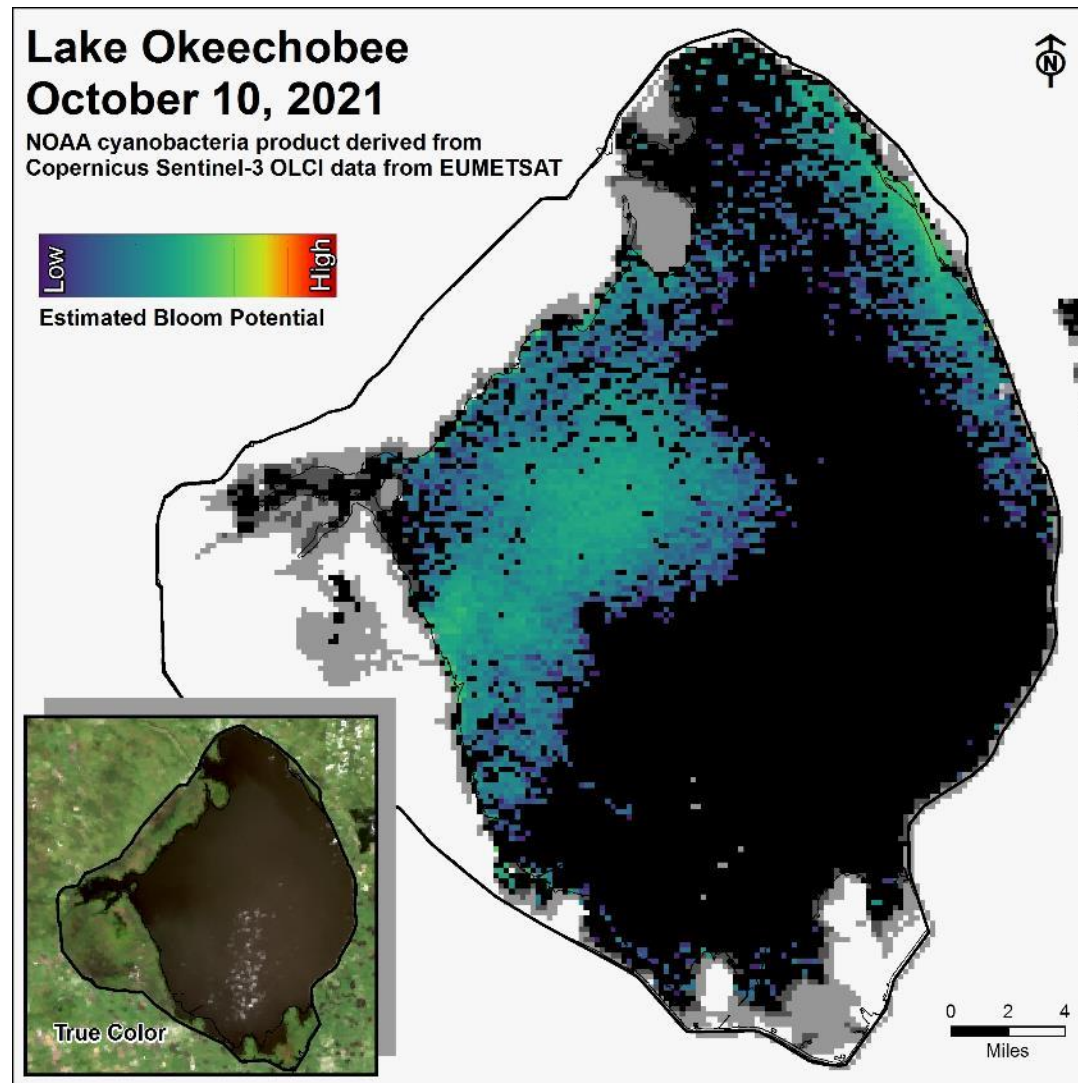 Lake Okeechobee
October 10, 2021
NOAA cyanobacteria product derived from
Copernicus Sentinel-3 OLCI data from EUMETSAT
N
Low
High
Estimated Bloom Potential
True Color
0 2 4
Miles